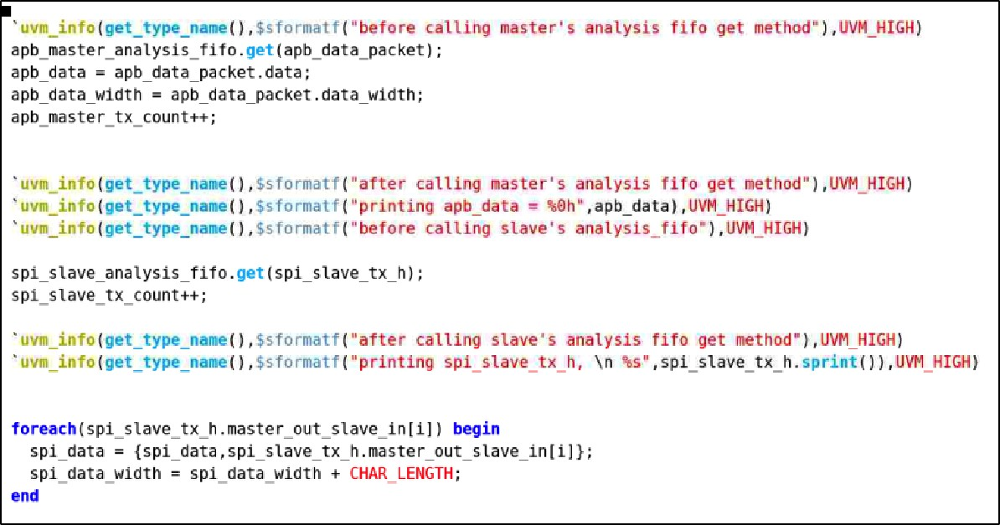 `uvm_info(get_type_name(),$sformatf("before calling master's analysis fifo get method"),UVM_HIGH)
apb_master_analysis_fifo.get(apb_data_packet);
apb_data = apb_data_packet.data;
apb_data_width = apb_data_packet.data_width;
apb_master_tx_count++;
`uvm_info(get_type_name(),$sformatf("after calling master's analysis fifo get method"),UVM_HIGH)
`uvm_info(get_type_name(),$sformatf("printing apb_data = %0h",apb_data),UVM_HIGH)
`uvm_info(get_type_name(),$sformatf("before calling slave's analysis_fifo"),UVM_HIGH)
spi_slave_analysis_fifo.get(spi_slave_tx_h);
spi_slave_tx_count++;
`uvm_info(get_type_name(),$sformatf("after calling slave's analysis fifo get method"),UVM_HIGH)
`uvm_info(get_type_name(),$sformatf("printing spi_slave_tx_h, \n %s",spi_slave_tx_h.sprint()),UVM_HIGH)
foreach(spi_slave_tx_h.master_out_slave_in[i]) begin
  spi_data = {spi_data,spi_slave_tx_h.master_out_slave_in[i]};
  spi_data_width = spi_data_width + CHAR_LENGTH;
end